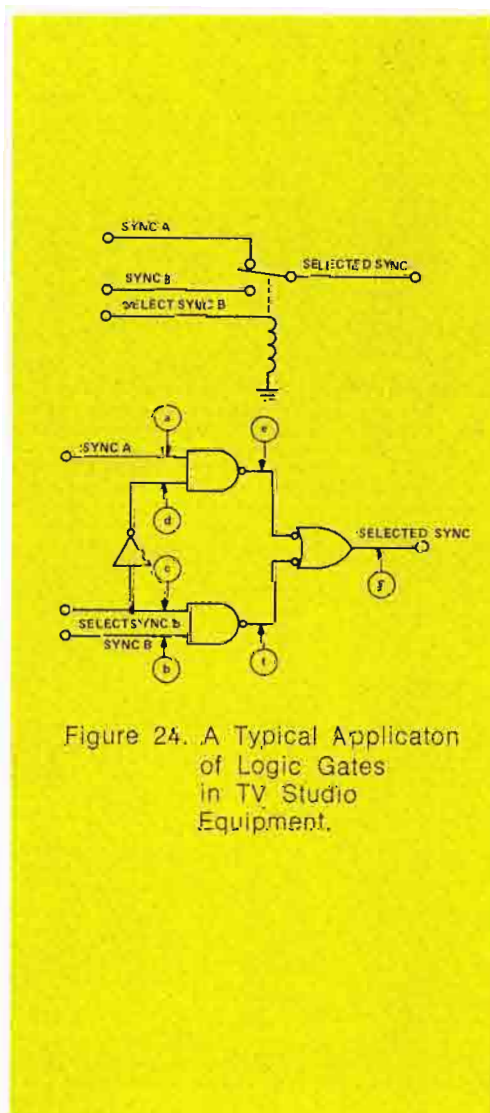 SYNC A
SELECTED SYNC
SYNC B
SELECT SYNC B
a
e
SYNC A
d
SELECTED SYNC
c
g
SELECT SYNC B
SYNC B
b
f
Figure 24. A Typical Applicaton
of Logic Gates
in TV Studio
Equipment.